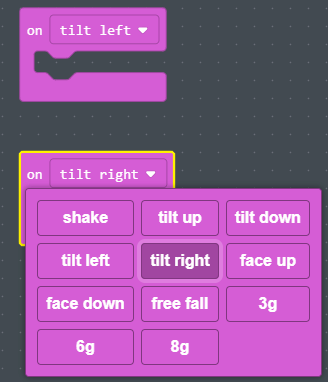 on tilt left
on tilt right
shake tilt up tilt down
tilt left tilt right face up
face down free fall 3g
6g 8g